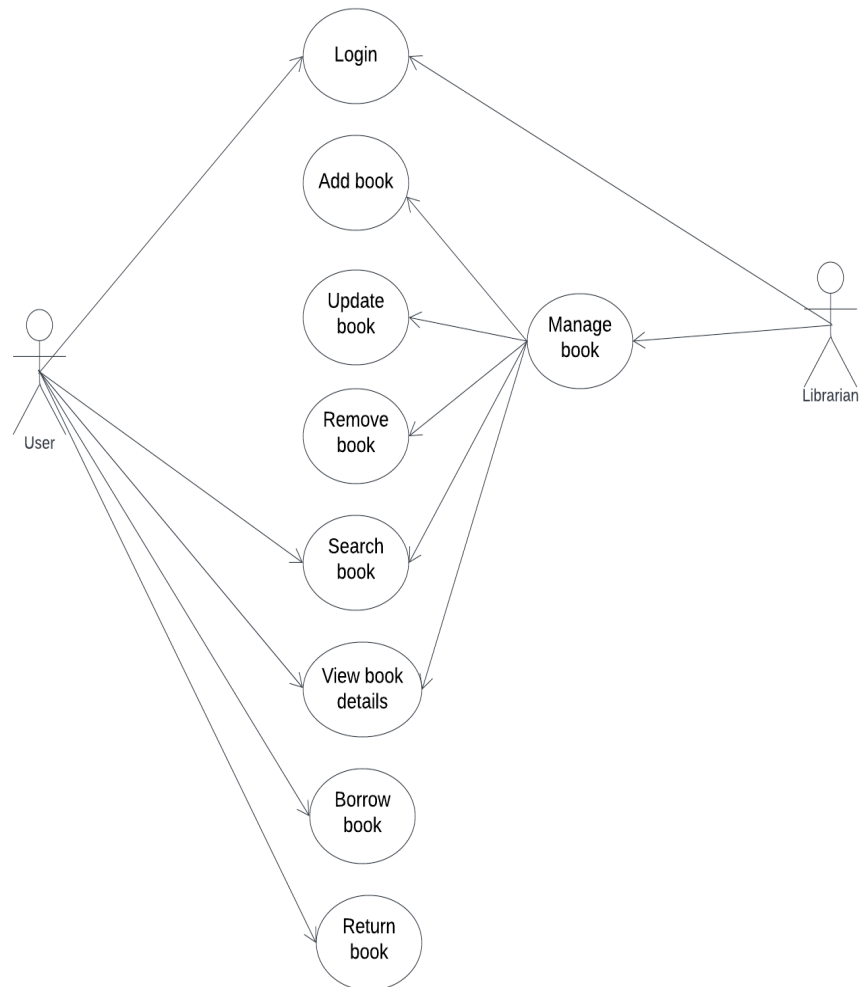 Login
Add book
Update
book
Manage
book
Librarian
Remove
book
User
Search
book
View book
details
Borrow
book
Return
book